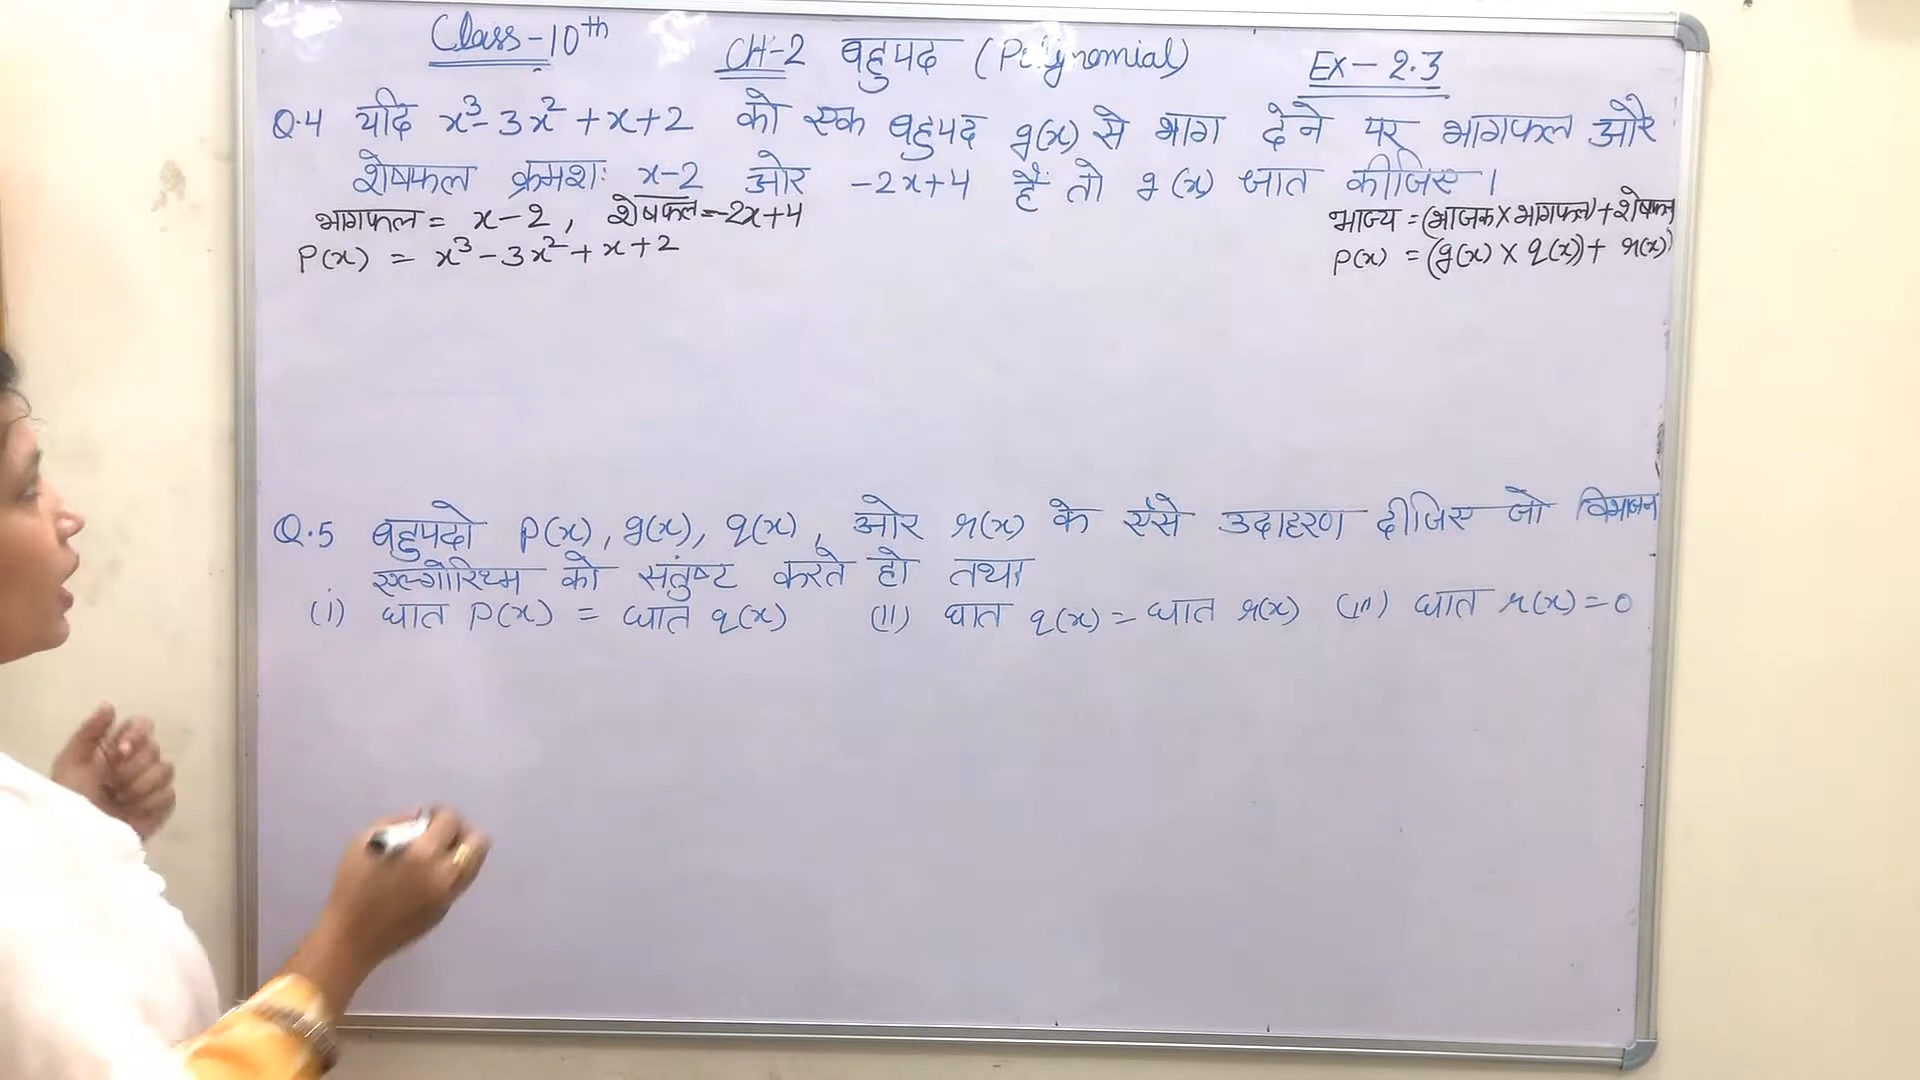 Class-10th
CH-2 बहुपद (Polynomial)
Ex-2.3
Q.4 यदि x³-3x²+x+2 को एक बहुपद g(x) से भाग देने पर भागफल और
शेषफल क्रमशः x-2 और -2x+4 हैं तो g(x) ज्ञात कीजिए।
भागफल = x-2, शेषफल=-2x+4
P(x) = x³-3x²+x+2
भाज्य =(भाजक×भागफल)+शेषफल
P(x) =(g(x) × q(x))+ r(x)
Q.5 बहुपदो P(x), g(x), q(x), और r(x) के ऐसे उदाहरण दीजिए जो विभाजन
एल्गोरिथ्म को संतुष्ट करते हो तथा
(i) घात P(x) = घात q(x) (ii) घात q(x) = घात r(x) (iii) घात r(x)=0